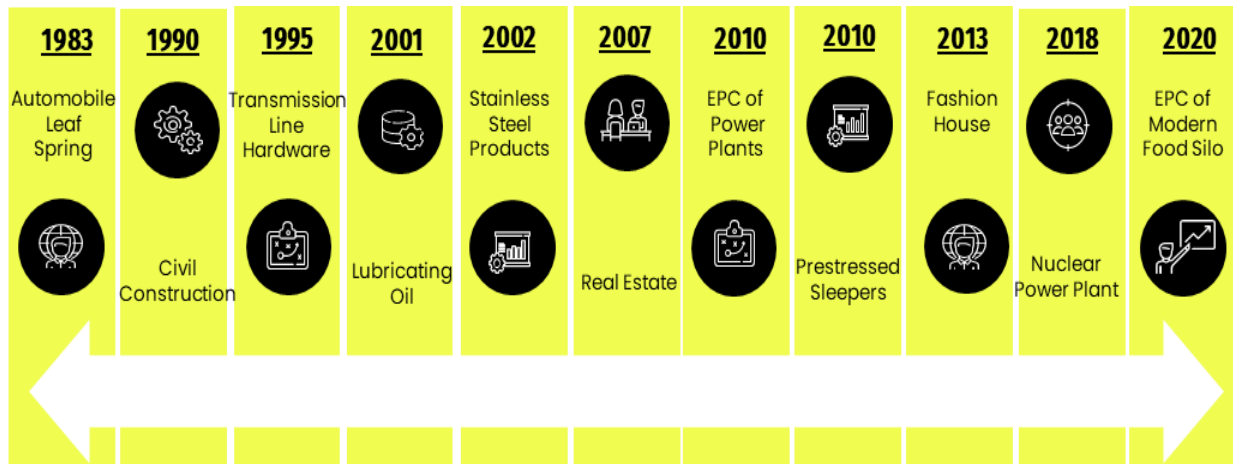 1983
Automobile
Leaf
Spring
1990
Civil
Construction
1995
Transmission
Line
Hardware
2001
Lubricating
Oil
2002
Stainless
Steel
Products
2007
Real Estate
2010
EPC of
Power
Plants
2010
Prestressed
Sleepers
2013
Fashion
House
2018
Nuclear
Power Plant
2020
EPC of
Modern
Food Silo